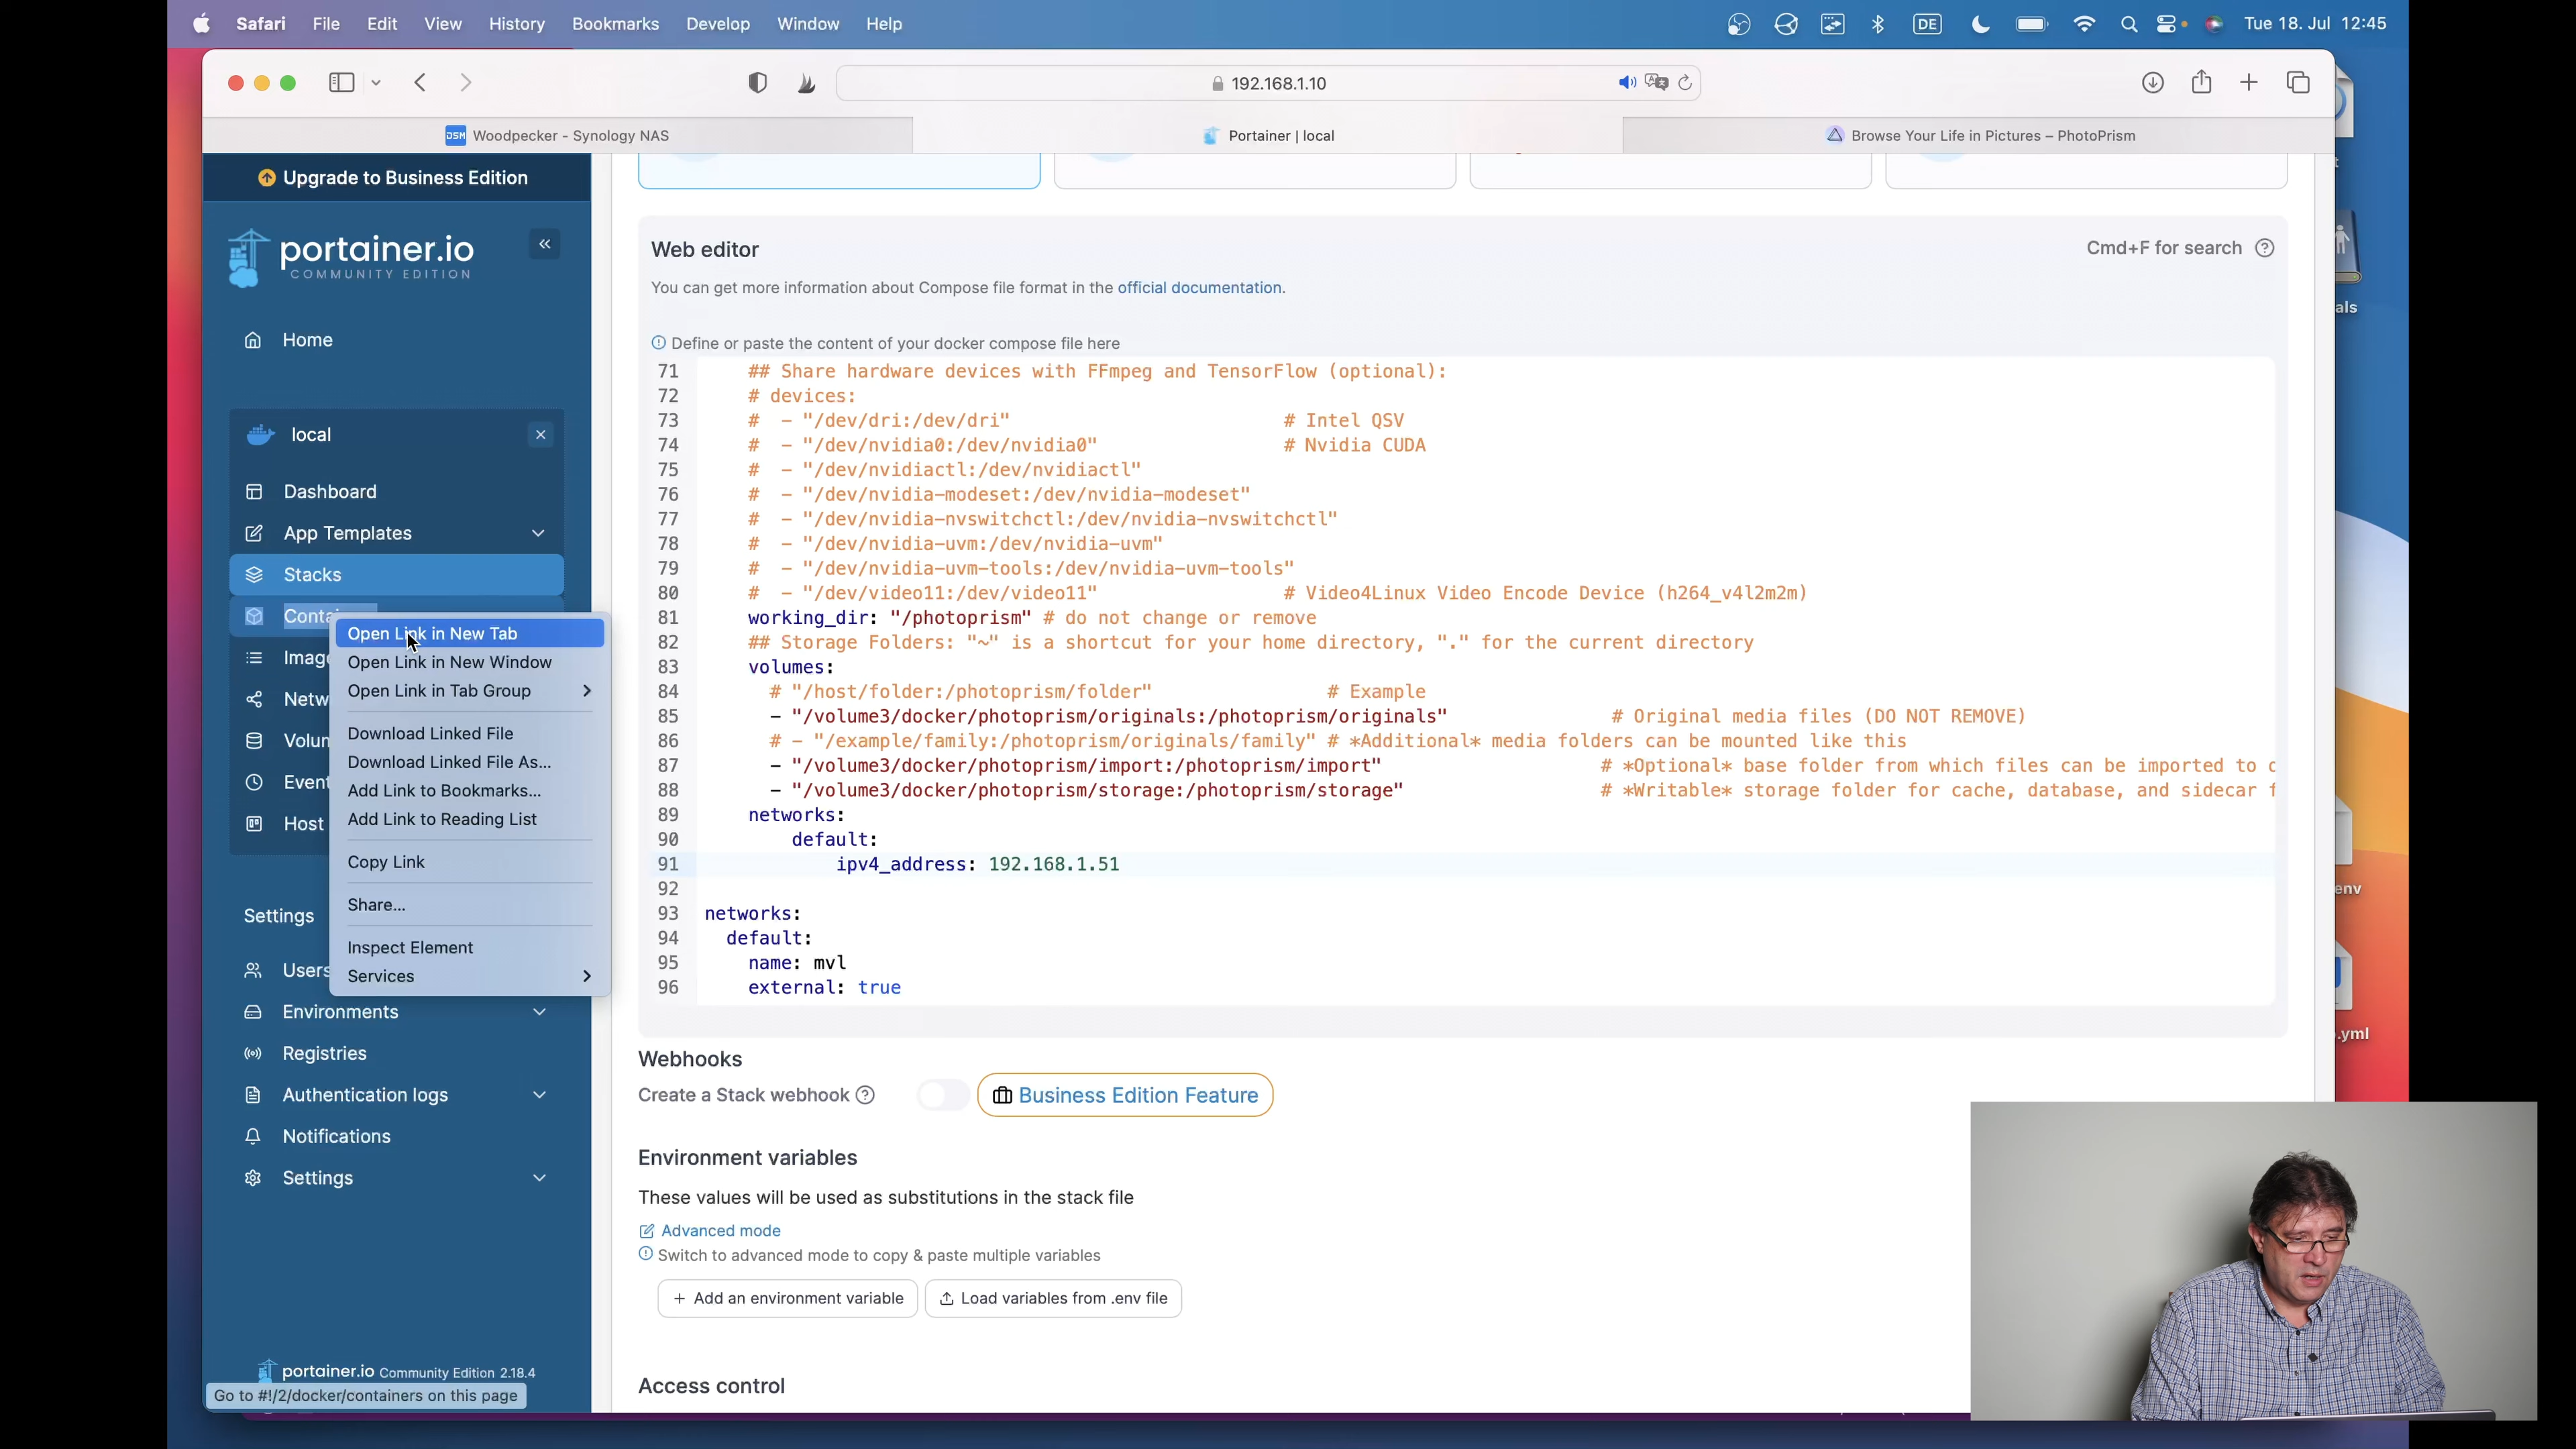 Safari File Edit View History Bookmarks Develop Window Help
DE
Tue 18. Jul 12:45
192.168.1.10
DSM Woodpecker - Synology NAS
Portainer | local
Browse Your Life in Pictures – PhotoPrism
Upgrade to Business Edition
portainer.io
COMMUNITY EDITION
Home
local
Dashboard
App Templates
Stacks
Conta
Imag
Netw
Volum
Event
Host
Settings
Users
Environments
Registries
Authentication logs
Notifications
Settings
portainer.io Community Edition 2.18.4
Go to #!/2/docker/containers on this page
Open Link in New Tab
Open Link in New Window
Open Link in Tab Group
Download Linked File
Download Linked File As...
Add Link to Bookmarks...
Add Link to Reading List
Copy Link
Share...
Inspect Element
Services
Web editor
Cmd+F for search
You can get more information about Compose file format in the official documentation.
Define or paste the content of your docker compose file here
71 ## Share hardware devices with FFmpeg and TensorFlow (optional):
72 # devices:
73 # - "/dev/dri:/dev/dri" # Intel QSV
74 # - "/dev/nvidia0:/dev/nvidia0" # Nvidia CUDA
75 # - "/dev/nvidiactl:/dev/nvidiactl"
76 # - "/dev/nvidia-modeset:/dev/nvidia-modeset"
77 # - "/dev/nvidia-nvswitchctl:/dev/nvidia-nvswitchctl"
78 # - "/dev/nvidia-uvm:/dev/nvidia-uvm"
79 # - "/dev/nvidia-uvm-tools:/dev/nvidia-uvm-tools"
80 # - "/dev/video11:/dev/video11" # Video4Linux Video Encode Device (h264_v4l2m2m)
81 working_dir: "/photoprism" # do not change or remove
82 ## Storage Folders: "~" is a shortcut for your home directory, "." for the current directory
83 volumes:
84 # "/host/folder:/photoprism/folder" # Example
85 - "/volume3/docker/photoprism/originals:/photoprism/originals" # Original media files (DO NOT REMOVE)
86 # - "/example/family:/photoprism/originals/family" # *Additional* media folders can be mounted like this
87 - "/volume3/docker/photoprism/import:/photoprism/import" # *Optional* base folder from which files can be imported to
88 - "/volume3/docker/photoprism/storage:/photoprism/storage" # *Writable* storage folder for cache, database, and sidecar f
89 networks:
90 default:
91 ipv4_address: 192.168.1.51
92
93 networks:
94 default:
95 name: mvl
96 external: true
Webhooks
Create a Stack webhook
Business Edition Feature
Environment variables
These values will be used as substitutions in the stack file
Advanced mode
Switch to advanced mode to copy & paste multiple variables
+ Add an environment variable
Load variables from .env file
Access control
t
als
env
.yml